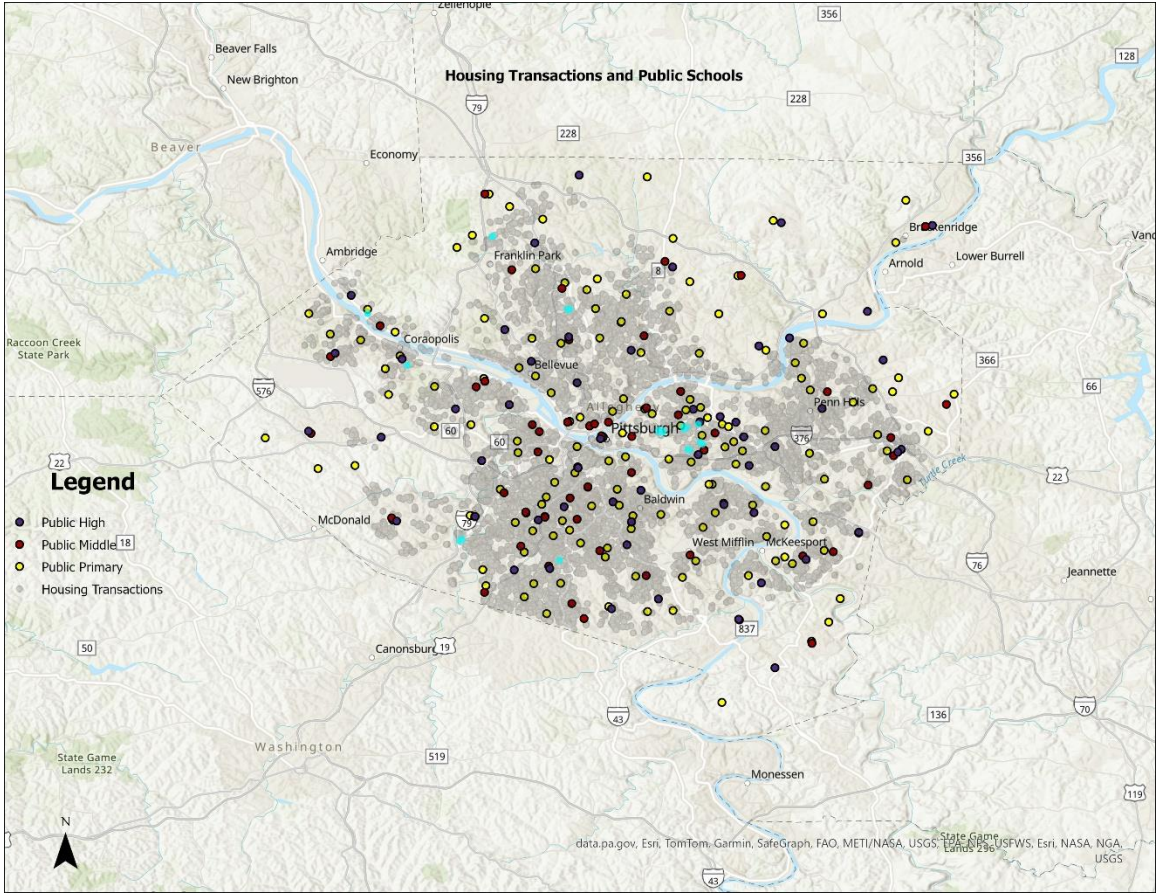 Zelienople
356
Beaver Falls
128
New Brighton
Housing Transactions and Public Schools
79
228
228
Beaver
Economy
356
Brackenridge
Ambridge
Franklin Park
Lower Burrell
Arnold
8
Raccoon Creek
State Park
Coraopolis
Bellevue
366
576
66
Penn Hills
Allegheny
Pittsburgh
60
60
376
22
Turtle Creek
22
Legend
Baldwin
McDonald
79
Public High
Public Middle
18
West Mifflin
McKeesport
Public Primary
76
Jeannette
Housing Transactions
837
50
Canonsburg
19
43
136
70
Washington
519
State Game
Lands 232
Monessen
119
N
State Game
Lands 296
data.pa.gov, Esri, TomTom, Garmin, SafeGraph, FAO, METI/NASA, USGS, EPA, NPS, USFWS, Esri, NASA, NGA,
USGS
43